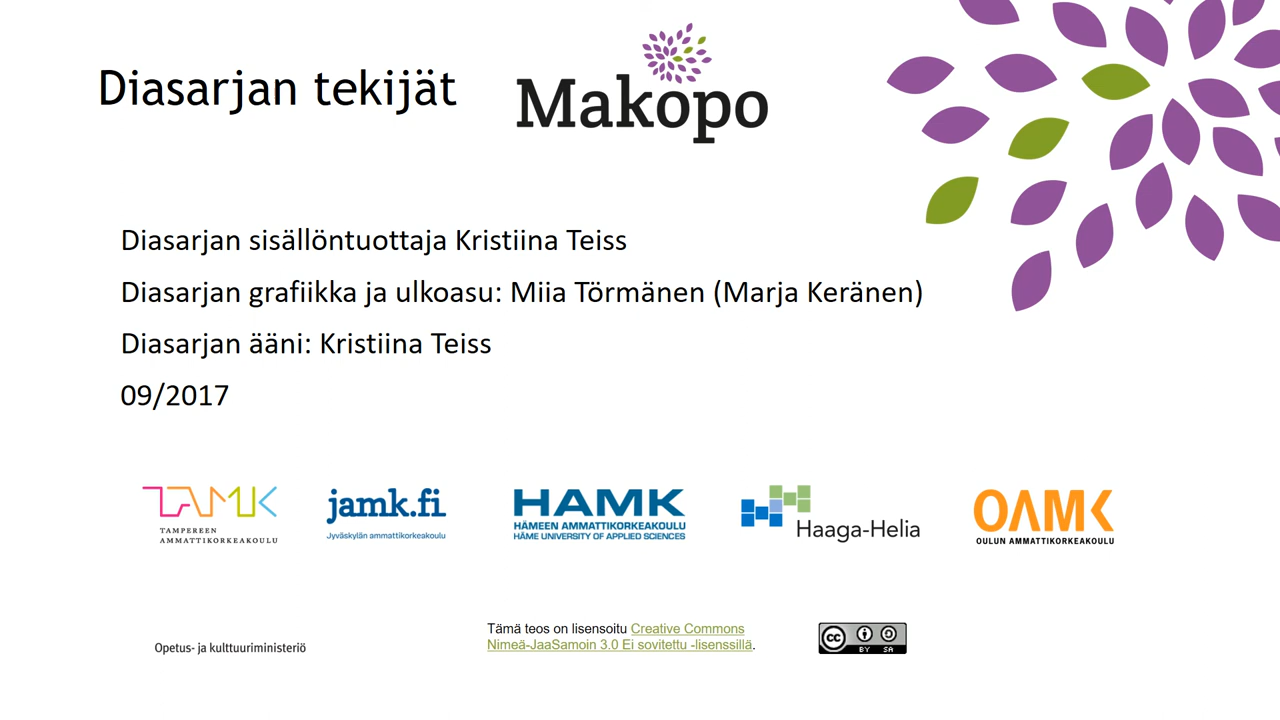 Diasarjan tekijät
Makopo
Diasarjan sisällöntuottaja Kristiina Teiss
Diasarjan grafiikka ja ulkoasu: Miia Törmänen (Marja Keränen)
Diasarjan ääni: Kristiina Teiss
09/2017
TAMK
TAMPEREEN
AMMATTIKORKEAKOULU
jamk.fi
Jyväskylän ammattikorkeakoulu
HAMK
HÄMEEN AMMATTIKORKEAKOULU
HÄME UNIVERSITY OF APPLIED SCIENCES
Haaga-Helia
OAMK
OULUN AMMATTIKORKEAKOULU
Opetus- ja kulttuuriministeriö
Tämä teos on lisensoitu Creative Commons
Nimeä-JaaSamoin 3.0 Ei sovitettu -lisenssillä.
cc
BY SA